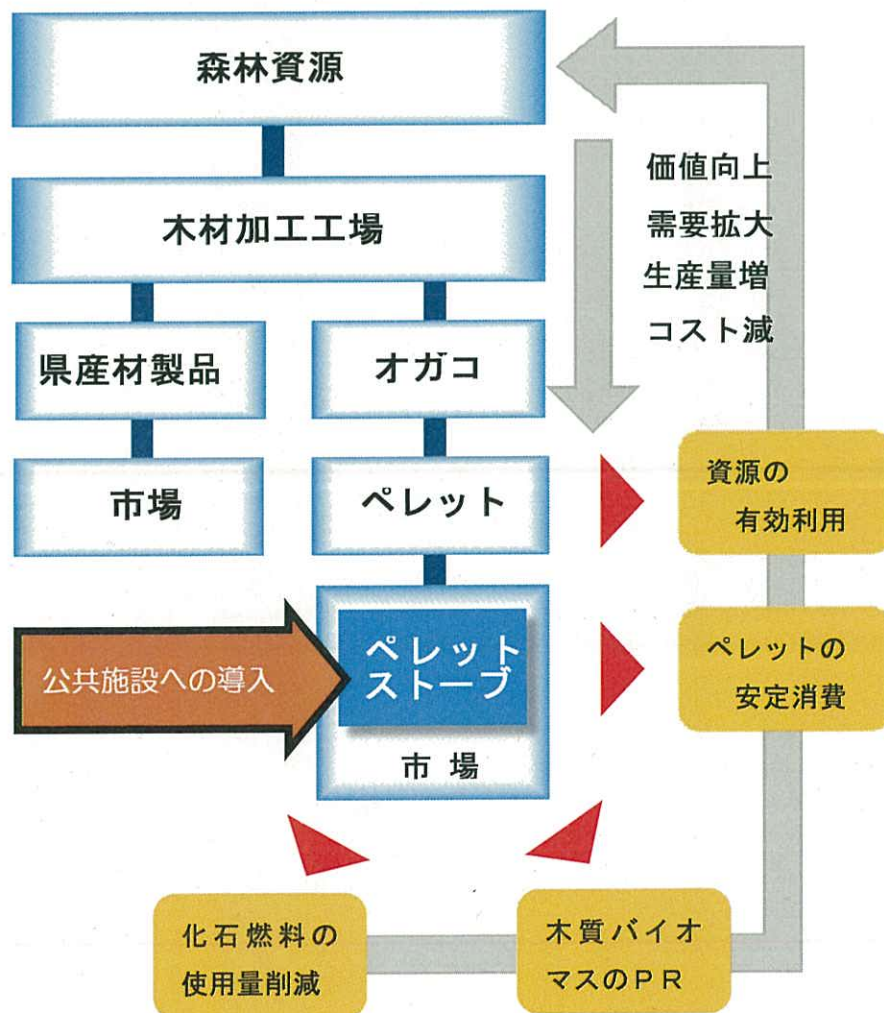 森林資源
木材加工工場
価値向上
需要拡大
生産量増
コスト減
県産材製品
オガコ
市場
ペレット
資源の
有効利用
公共施設への導入
ペレット
ストーブ
市場
ペレットの
安定消費
化石燃料の
使用量削減
木質バイオ
マスのPR